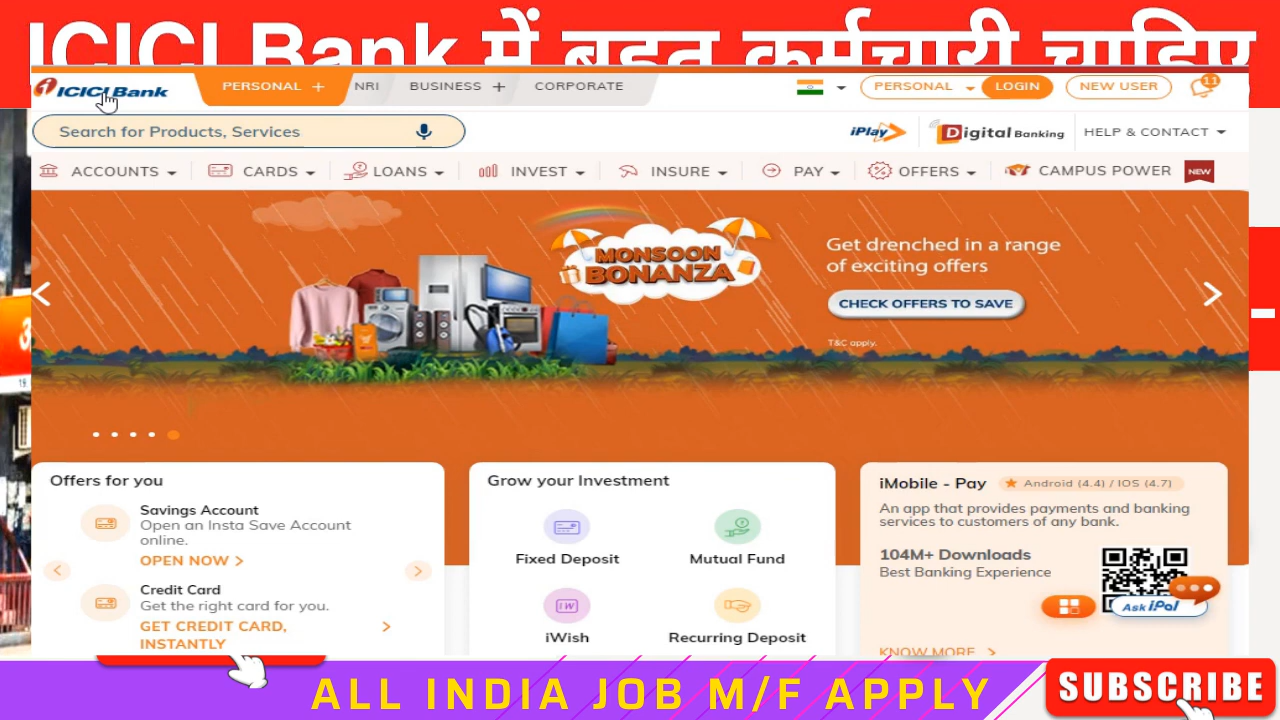 ICICI Bank में बहुत कर्मचारी चाहिए
ICICI Bank
PERSONAL +
NRI
BUSINESS +
CORPORATE
PERSONAL
LOGIN
NEW USER
11
Search for Products, Services
iPlay
Digital Banking
HELP & CONTACT
ACCOUNTS
CARDS
LOANS
INVEST
INSURE
PAY
OFFERS
CAMPUS POWER
NEW
MONSOON
BONANZA
Get drenched in a range
of exciting offers
CHECK OFFERS TO SAVE
T&C apply.
Offers for you
Savings Account
Open an Insta Save Account
online.
OPEN NOW >
Credit Card
Get the right card for you.
GET CREDIT CARD,
INSTANTLY >
Grow your Investment
Fixed Deposit
Mutual Fund
iWish
Recurring Deposit
iMobile - Pay
Android (4.4) / IOS (4.7)
An app that provides payments and banking
services to customers of any bank.
104M+ Downloads
Best Banking Experience
Ask iPal
KNOW MORE >
ALL INDIA JOB M/F APPLY
SUBSCRIBE